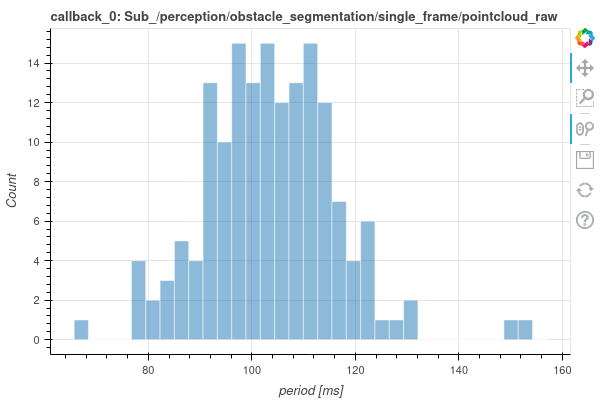 callback_0: Sub_/perception/obstacle_segmentation/single_frame/pointcloud_raw
14
12
10
8
6
4
2
0
Count
80 100 120 140 160
period [ms]